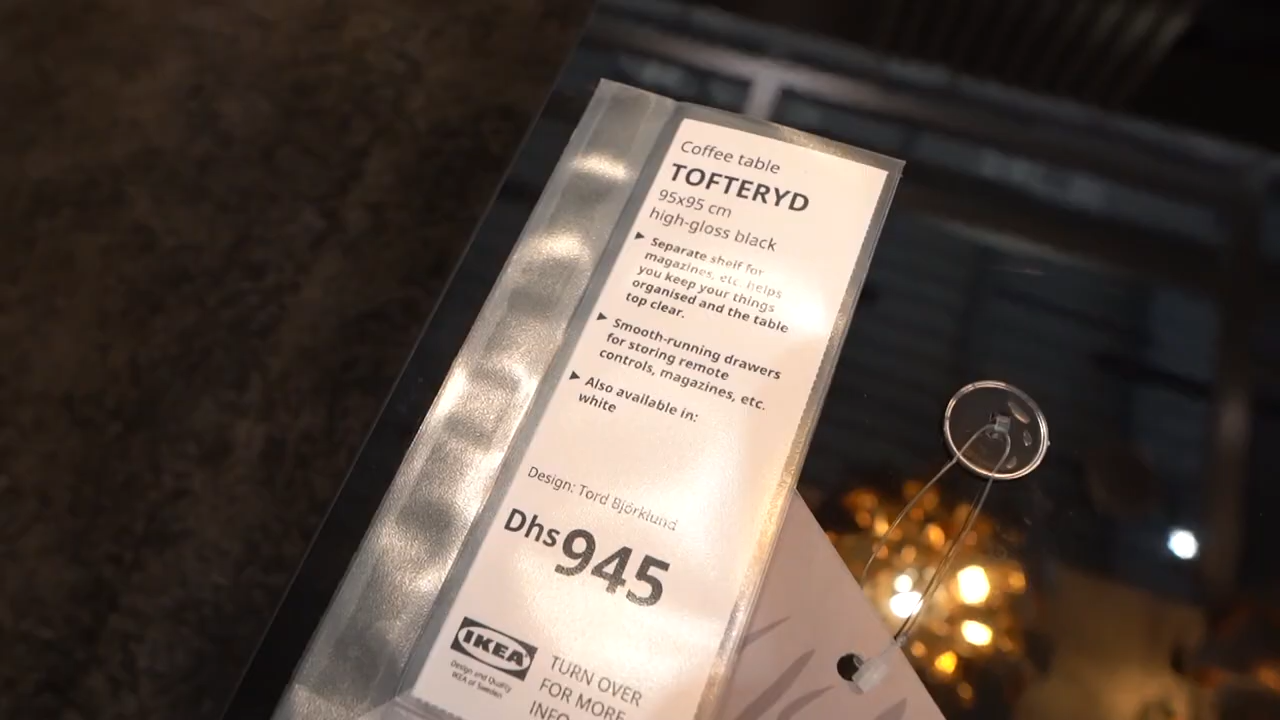 Coffee table
TOFTERYD
95x95 cm
high-gloss black
▶ Separate shelf for
magazines, etc. helps
you keep your things
organised and the table
top clear.
▶ Smooth-running drawers
for storing remote
controls, magazines, etc.
▶ Also available in:
white
Design: Tord Björklund
Dhs945
IKEA
Design and Quality
IKEA of Sweden
TURN OVER
FOR MORE
INFO